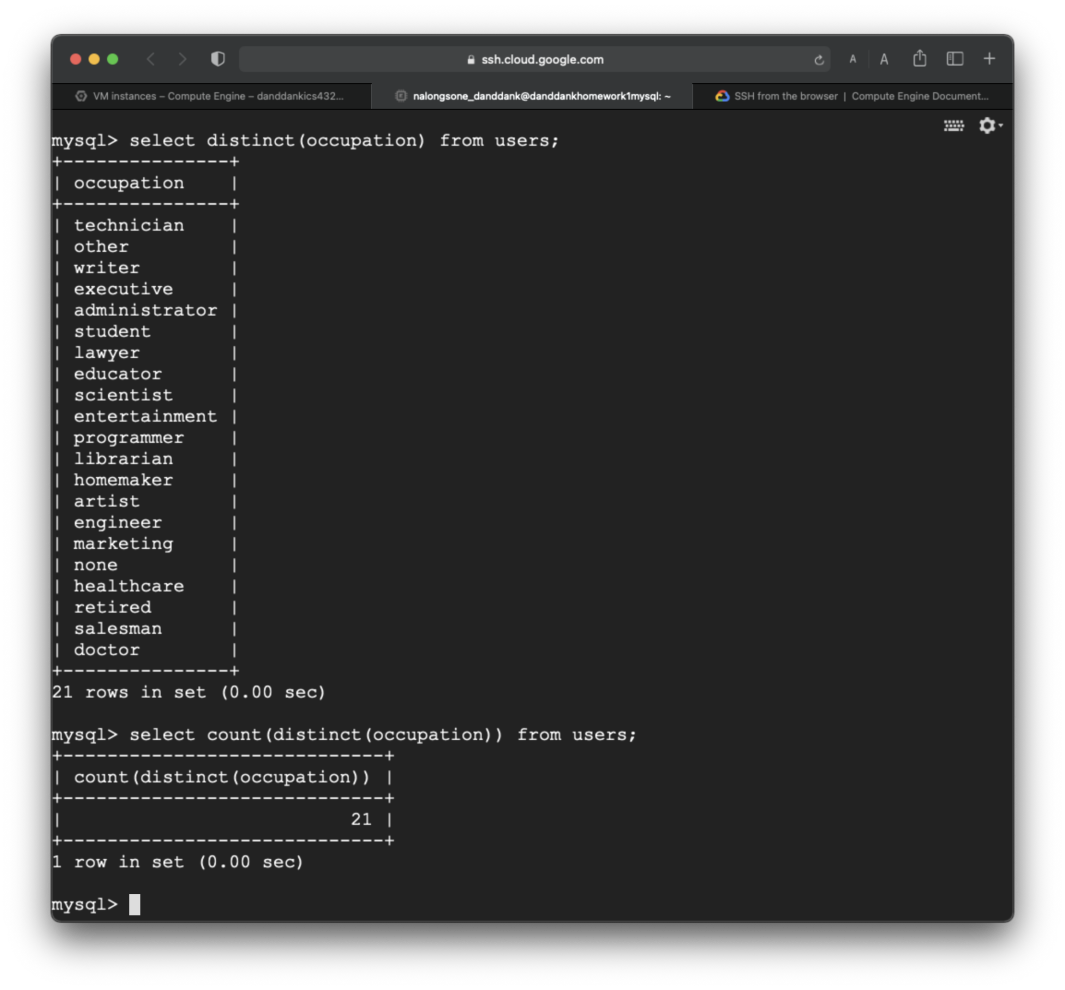 ssh.cloud.google.com
A A
VM instances – Compute Engine – danddankics432...
nalongsone_danddank@danddankhomework1mysql: ~
SSH from the browser | Compute Engine Document...
mysql> select distinct(occupation) from users;
+---------------+
| occupation    |
+---------------+
| technician    |
| other         |
| writer        |
| executive     |
| administrator |
| student       |
| lawyer        |
| educator      |
| scientist     |
| entertainment |
| programmer    |
| librarian     |
| homemaker     |
| artist        |
| engineer      |
| marketing     |
| none          |
| healthcare    |
| retired       |
| salesman      |
| doctor        |
+---------------+
21 rows in set (0.00 sec)
mysql> select count(distinct(occupation)) from users;
+-----------------------------+
| count(distinct(occupation)) |
+-----------------------------+
|                          21 |
+-----------------------------+
1 row in set (0.00 sec)
mysql>